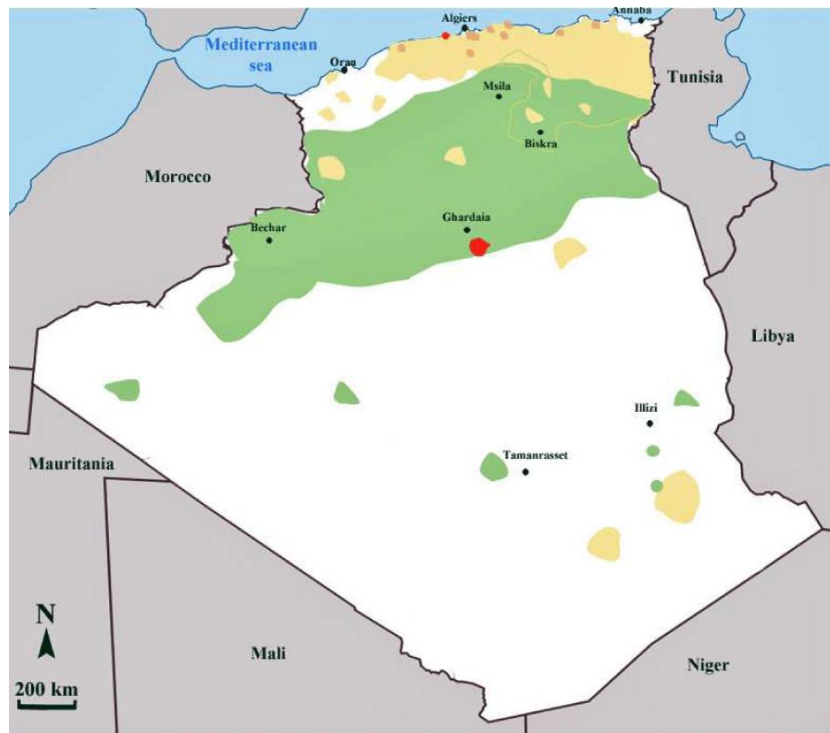 Algiers
Annaba
Mediterranean
sea
Oran
Tunisia
Msila
Biskra
Morocco
Ghardaia
Bechar
Libya
Illizi
Tamanrasset
Mauritania
N
200 km
Mali
Niger